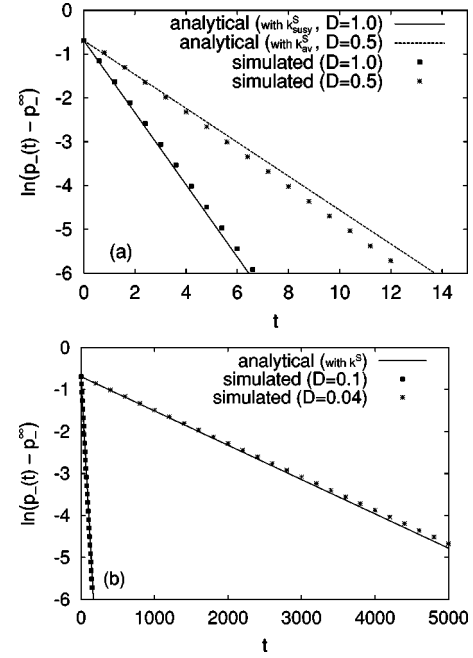 analytical (with k^S_susy, D=1.0)
analytical (with k^S_av, D=0.5)
simulated (D=1.0)
simulated (D=0.5)
ln(p_−(t) − p_−^∞)
0
-1
-2
-3
-4
-5
-6
(a)
0 2 4 6 8 10 12 14
t
analytical (with k^S)
simulated (D=0.1)
simulated (D=0.04)
ln(p_−(t) − p_−^∞)
0
-1
-2
-3
-4
-5
-6
(b)
0 1000 2000 3000 4000 5000
t